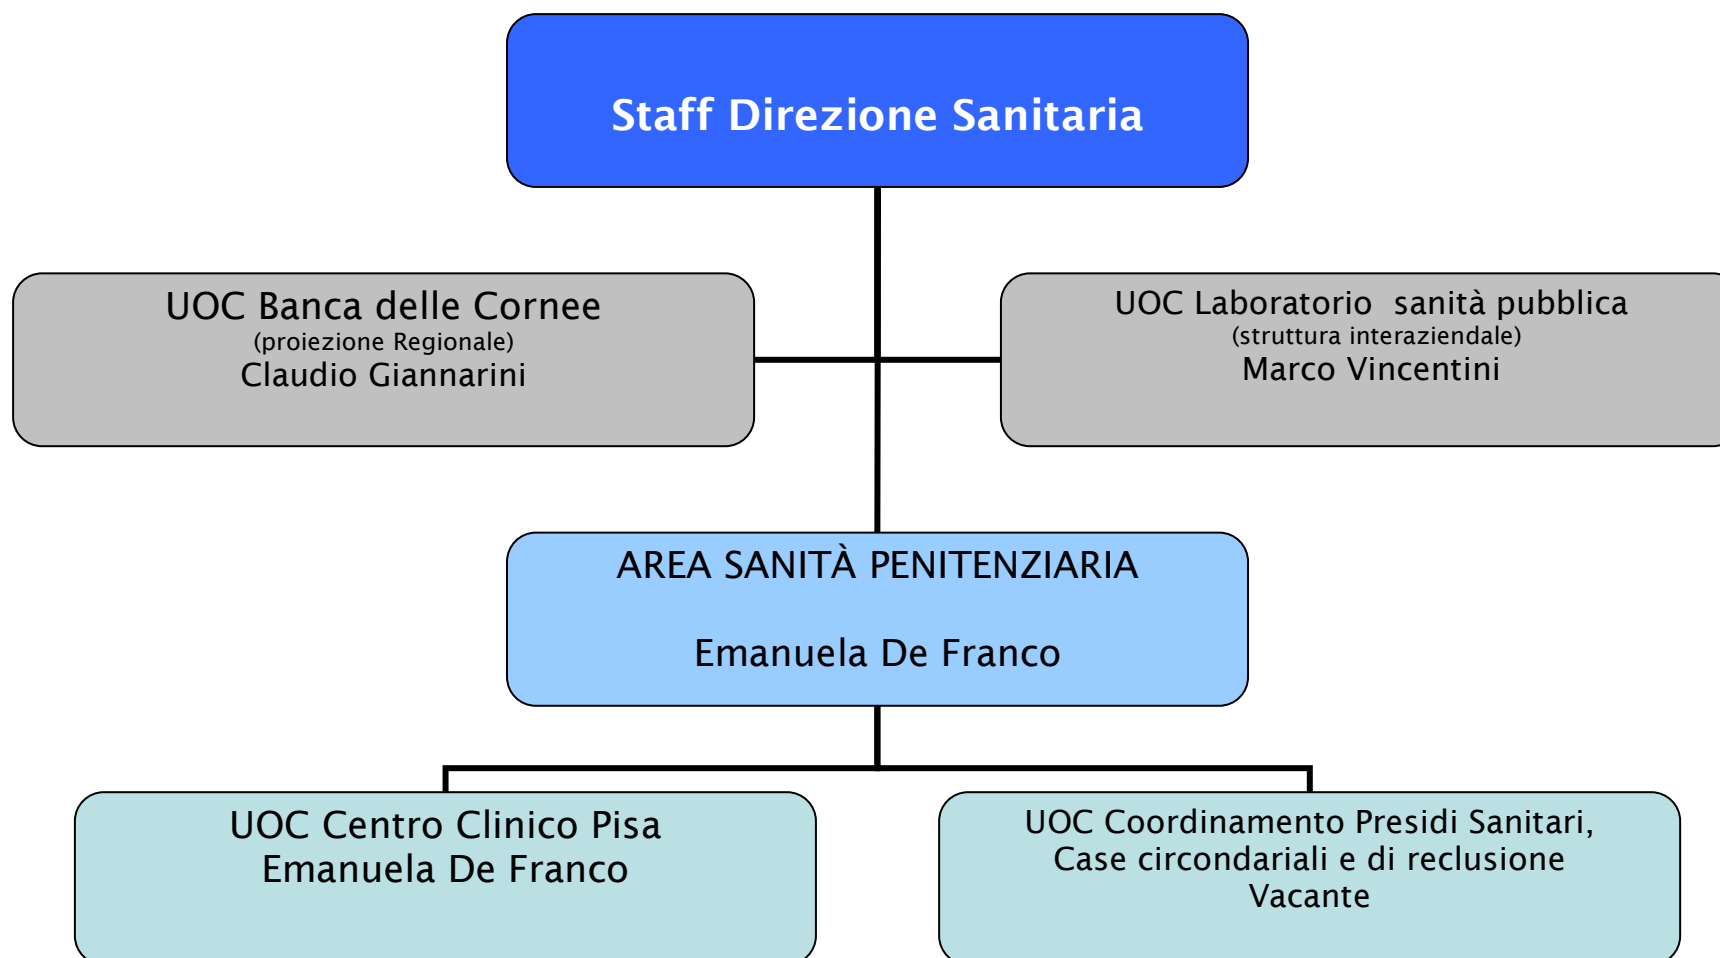 Staff Direzione Sanitaria
UOC Banca delle Cornee
(proiezione Regionale)
Claudio Giannarini
UOC Laboratorio  sanità pubblica
(struttura interaziendale)
Marco Vincentini
AREA SANITÀ PENITENZIARIA
Emanuela De Franco
UOC Centro Clinico Pisa
Emanuela De Franco
UOC Coordinamento Presidi Sanitari,
Case circondariali e di reclusione
Vacante